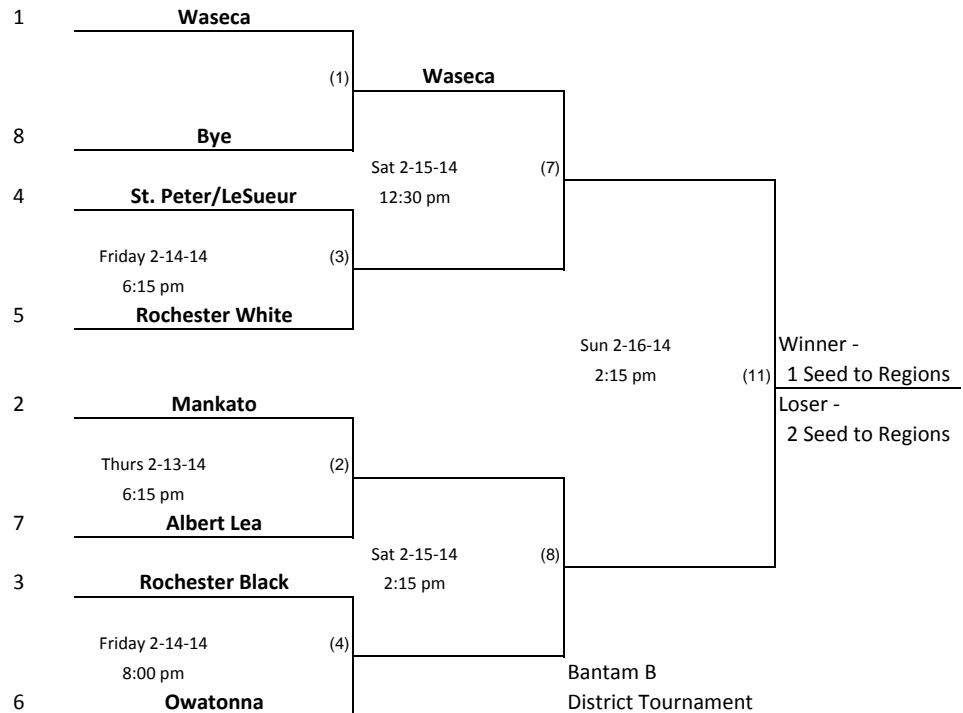 1 Waseca
(1) Waseca
8 Bye
Sat 2-15-14 (7)
4 St. Peter/LeSueur 12:30 pm
Friday 2-14-14 (3)
6:15 pm
5 Rochester White
Sun 2-16-14 Winner -
2:15 pm (11) 1 Seed to Regions
2 Mankato Loser -
2 Seed to Regions
Thurs 2-13-14 (2)
6:15 pm
7 Albert Lea
Sat 2-15-14 (8)
3 Rochester Black 2:15 pm
Friday 2-14-14 (4)
8:00 pm Bantam B
6 Owatonna District Tournament